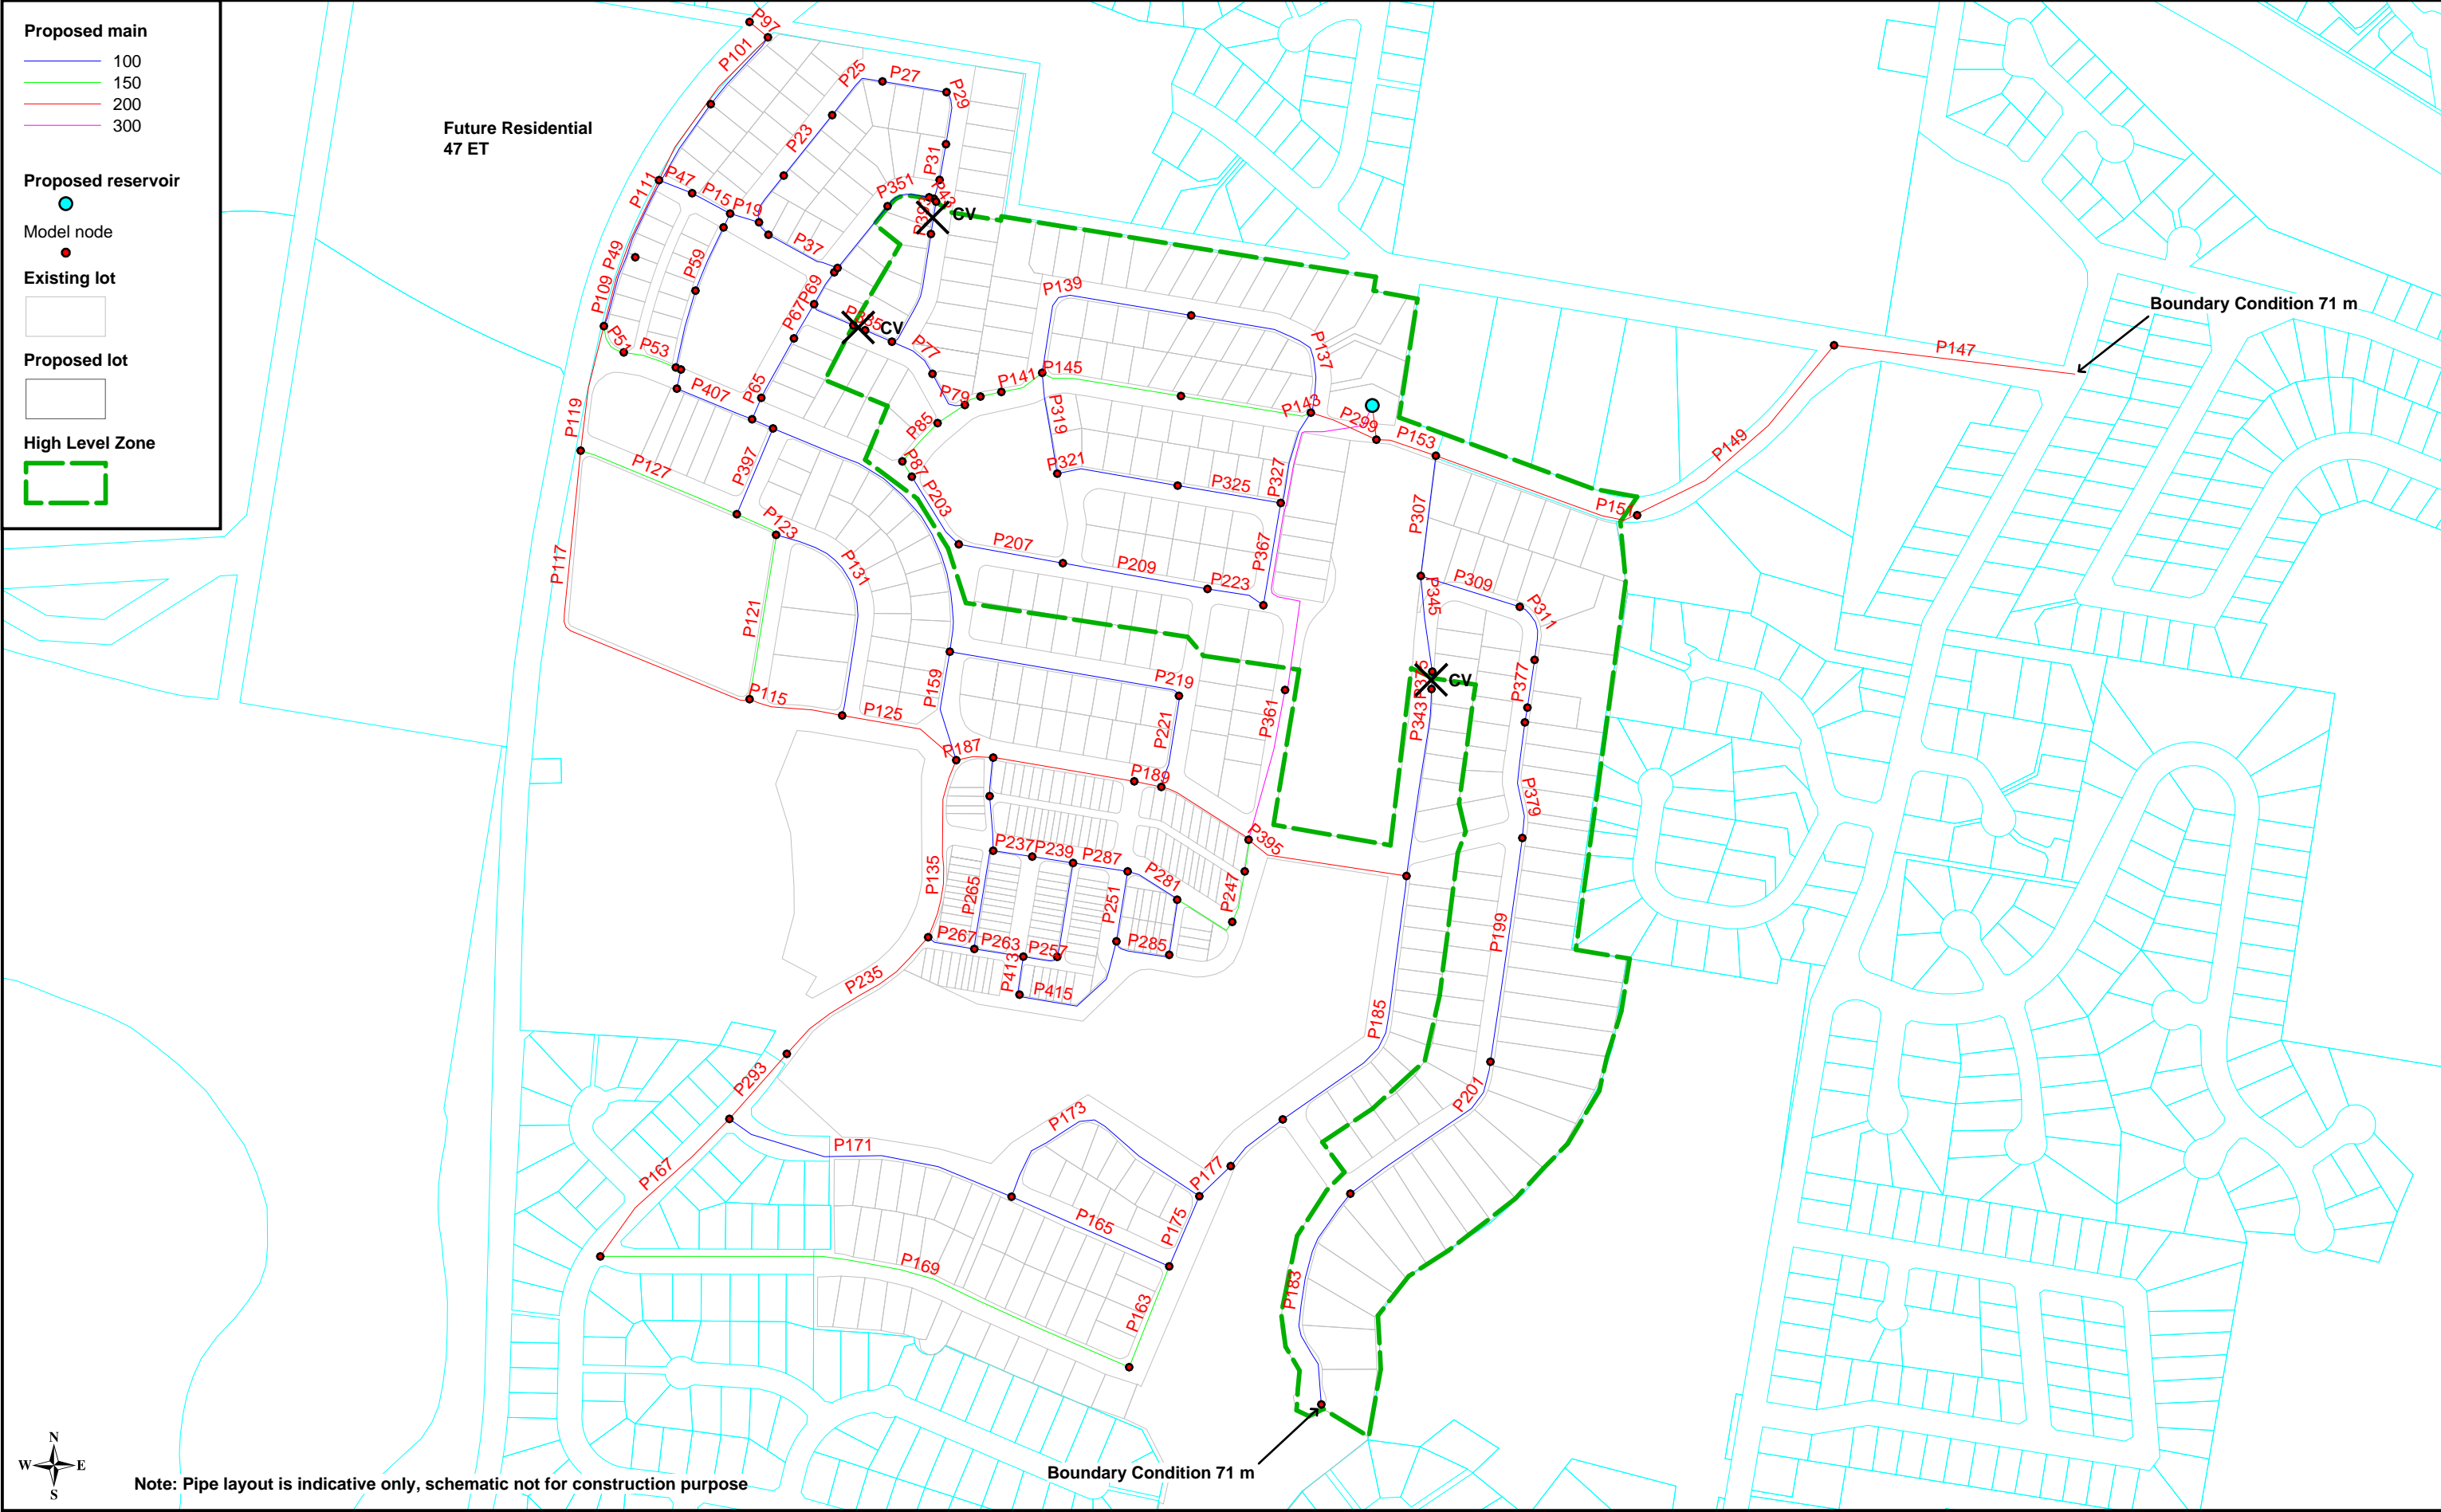 Proposed main
100
150
200
300
Proposed reservoir
Model node
Existing lot
Proposed lot
High Level Zone
Future Residential
47 ET
Boundary Condition 71 m
CV
CV
CV
P97
P101
P25
P27
P29
P23
P31
P351
P43
P111
P47
P15
P19
P37
P49
P59
P69
P109
P67
P51
P53
P77
P139
P137
P141
P145
P79
P65
P407
P85
P319
P143
P299
P153
P147
P149
P119
P127
P397
P87
P203
P321
P325
P327
P307
P123
P117
P131
P207
P209
P367
P223
P345
P309
P311
P121
P159
P219
P377
P115
P125
P221
P361
P343
P187
P189
P379
P395
P135
P237
P239
P287
P281
P265
P251
P247
P199
P267
P263
P257
P285
P413
P415
P235
P185
P293
P201
P171
P173
P177
P167
P165
P175
P169
P163
P183
Boundary Condition 71 m
N
W
E
S
Note: Pipe layout is indicative only, schematic not for construction purpose